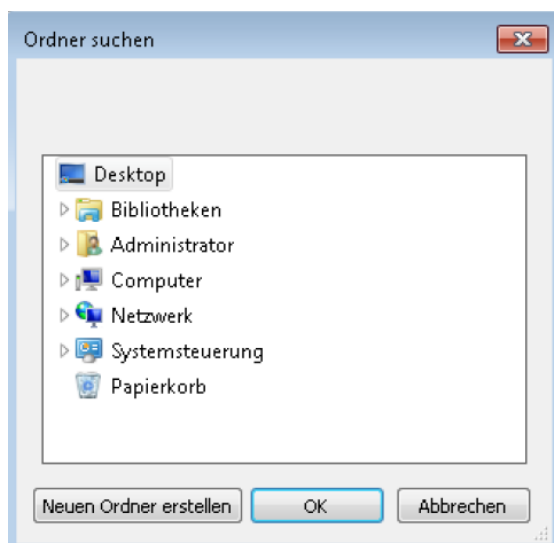 Ordner suchen
Desktop
Bibliotheken
Administrator
Computer
Netzwerk
Systemsteuerung
Papierkorb
Neuen Ordner erstellen OK Abbrechen